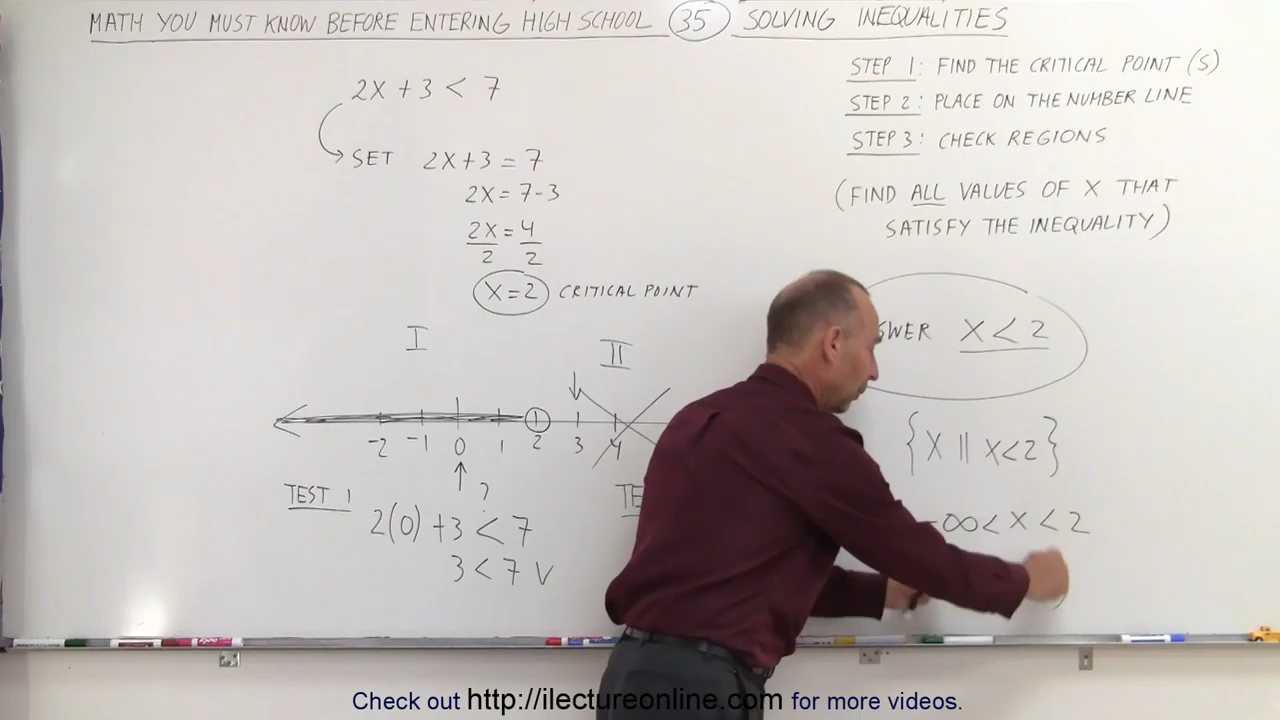 MATH YOU MUST KNOW BEFORE ENTERING HIGH SCHOOL 35 SOLVING INEQUALITIES
2X + 3 < 7
SET 2X+3 = 7
2X = 7-3
2X = 4
2 2
X=2 CRITICAL POINT
I
II
-2 -1 0 1 2 3 4
TEST 1
?
2(0) +3 < 7
3 < 7 √
STEP 1: FIND THE CRITICAL POINT (S)
STEP 2: PLACE ON THE NUMBER LINE
STEP 3: CHECK REGIONS
(FIND ALL VALUES OF X THAT
SATISFY THE INEQUALITY)
X < 2
{X || X<2}
-∞ < X < 2
Check out http://ilectureonline.com for more videos.